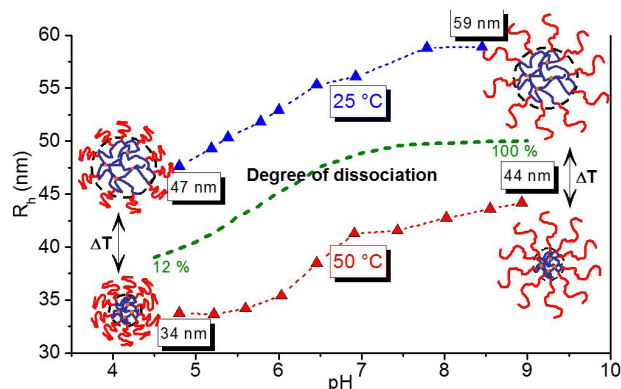 60
59 nm
55
25 °C
50
100 %
Degree of dissociation
ΔT
47 nm
44 nm
ΔT
45
R_h (nm)
40
12 %
50 °C
35
34 nm
30
4 5 6 7 8 9 10
pH